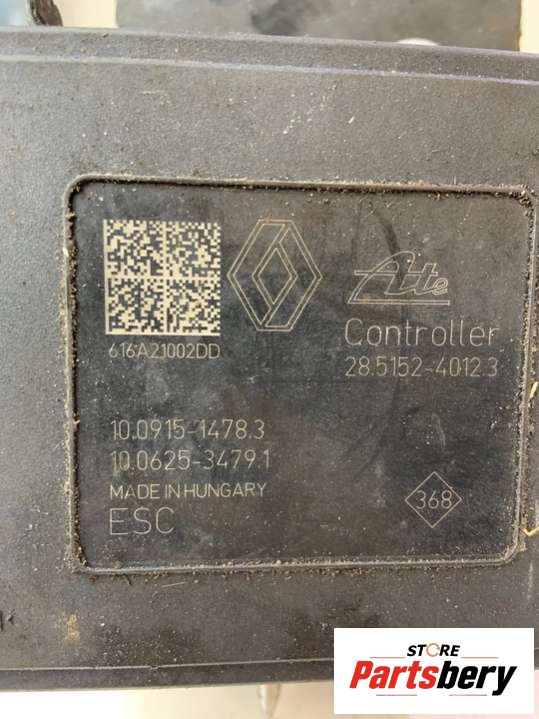 616A21002DD
Ate
Controller
28.5152-4012.3
10.0915-1478.3
10.0625-3479.1
MADE IN HUNGARY
ESC
368
STORE
Partsbery